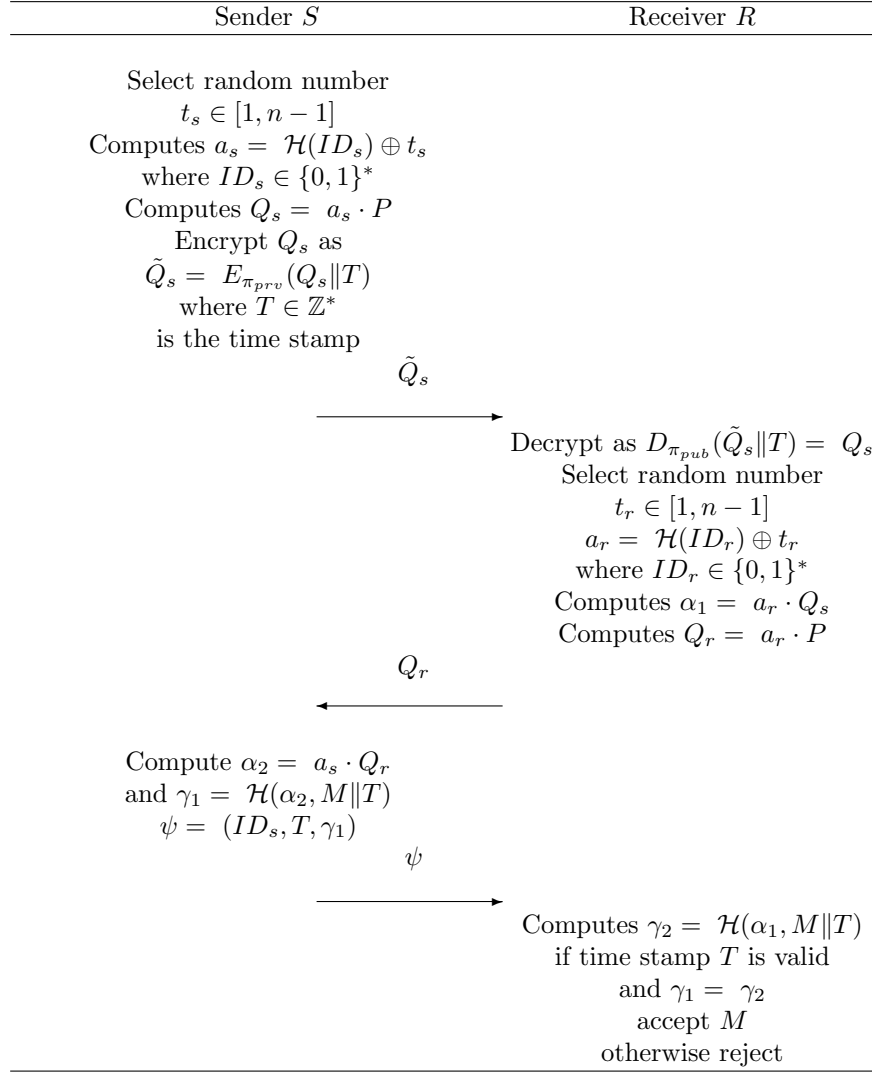 Sender S Receiver R
Select random number
t_s ∈ [1, n − 1]
Computes a_s = ℋ(ID_s) ⊕ t_s
where ID_s ∈ {0, 1}*
Computes Q_s = a_s · P
Encrypt Q_s as
Q̃_s = E_{π_{prv}}(Q_s‖T)
where T ∈ ℤ*
is the time stamp
Q̃_s
Decrypt as D_{π_{pub}}(Q̃_s‖T) = Q_s
Select random number
t_r ∈ [1, n − 1]
a_r = ℋ(ID_r) ⊕ t_r
where ID_r ∈ {0, 1}*
Computes α_1 = a_r · Q_s
Computes Q_r = a_r · P
Q_r
Compute α_2 = a_s · Q_r
and γ_1 = ℋ(α_2, M‖T)
ψ = (ID_s, T, γ_1)
ψ
Computes γ_2 = ℋ(α_1, M‖T)
if time stamp T is valid
and γ_1 = γ_2
accept M
otherwise reject